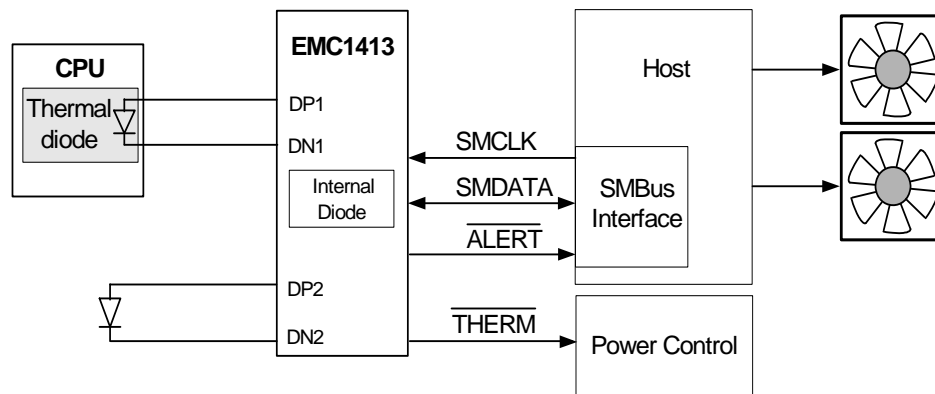 CPU
Thermal
diode
EMC1413
DP1
DN1
Internal
Diode
DP2
DN2
SMCLK
SMDATA
ALERT
THERM
Host
SMBus
Interface
Power Control